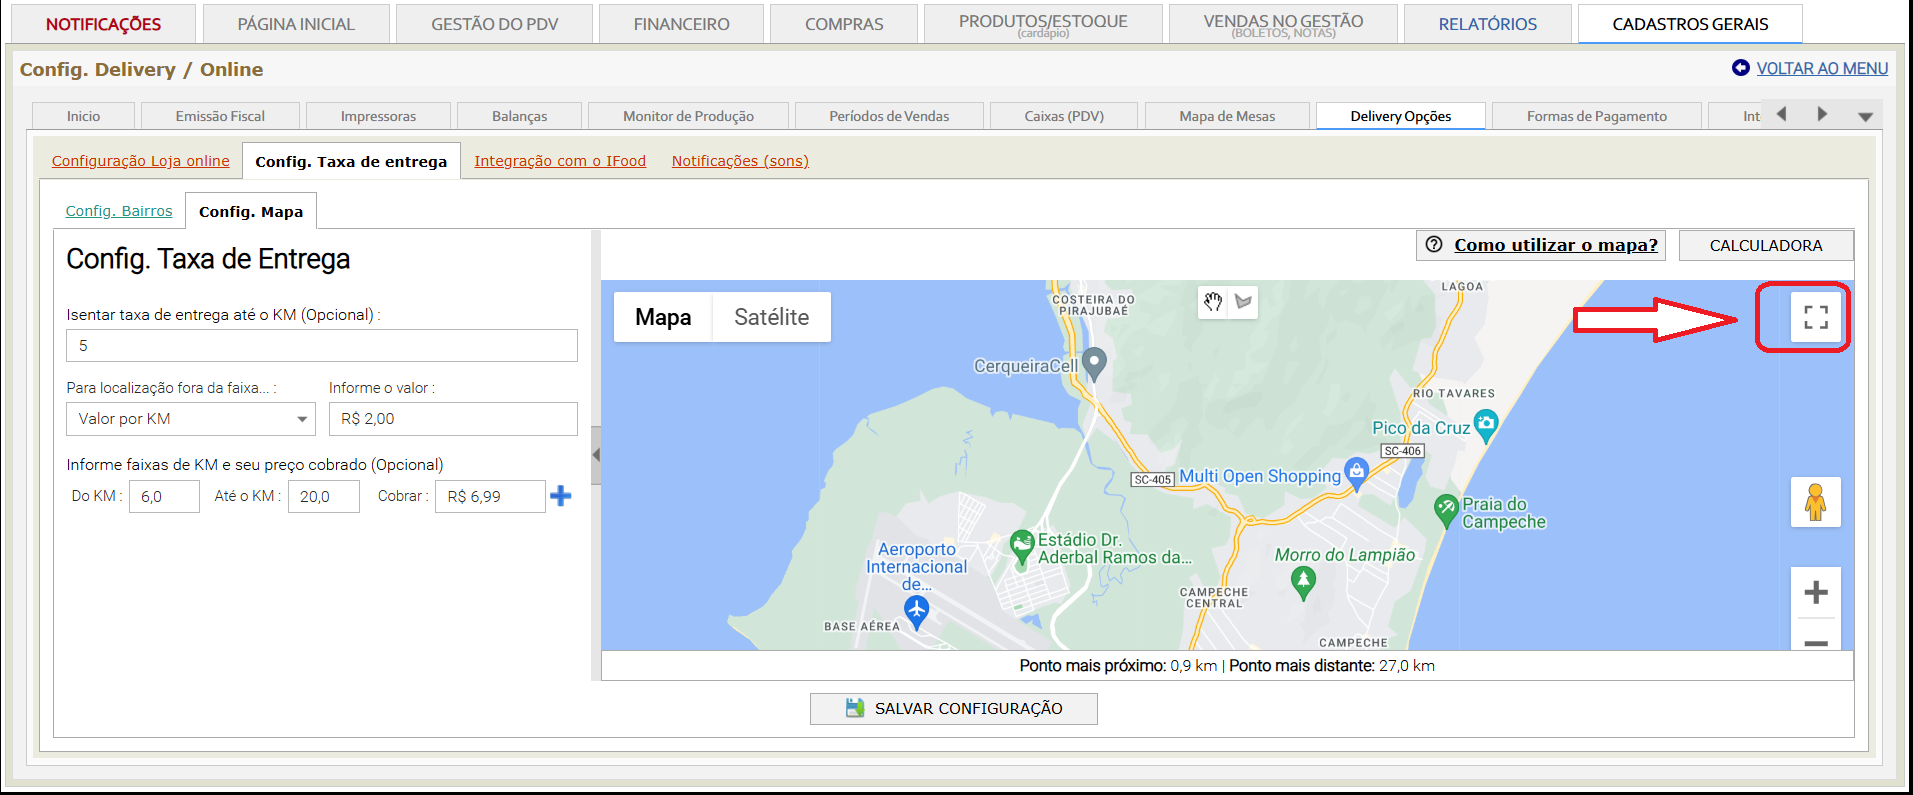 NOTIFICAÇÕES
PÁGINA INICIAL
GESTÃO DO PDV
FINANCEIRO
COMPRAS
PRODUTOS/ESTOQUE
(cardápio)
VENDAS NO GESTÃO
(BOLETOS, NOTAS)
RELATÓRIOS
CADASTROS GERAIS
Config. Delivery / Online
VOLTAR AO MENU
Inicio
Emissão Fiscal
Impressoras
Balanças
Monitor de Produção
Períodos de Vendas
Caixas (PDV)
Mapa de Mesas
Delivery Opções
Formas de Pagamento
Int
Configuração Loja online
Config. Taxa de entrega
Integração com o IFood
Notificações (sons)
Config. Bairros
Config. Mapa
Config. Taxa de Entrega
Como utilizar o mapa?
CALCULADORA
Isentar taxa de entrega até o KM (Opcional) :
5
Para localização fora da faixa... :
Informe o valor :
Valor por KM
R$ 2,00
Informe faixas de KM e seu preço cobrado (Opcional)
Do KM : 6,0 Até o KM : 20,0 Cobrar : R$ 6,99
Mapa
Satélite
COSTEIRA DO
PIRAJUBAÉ
LAGOA
CerqueiraCell
RIO TAVARES
Pico da Cruz
SC-406
SC-405
Multi Open Shopping
Praia do
Campeche
Estádio Dr.
Aderbal Ramos da...
Aeroporto
Internacional
de...
Morro do Lampião
CAMPECHE
CENTRAL
BASE AÉREA
CAMPECHE
Ponto mais próximo: 0,9 km | Ponto mais distante: 27,0 km
SALVAR CONFIGURAÇÃO